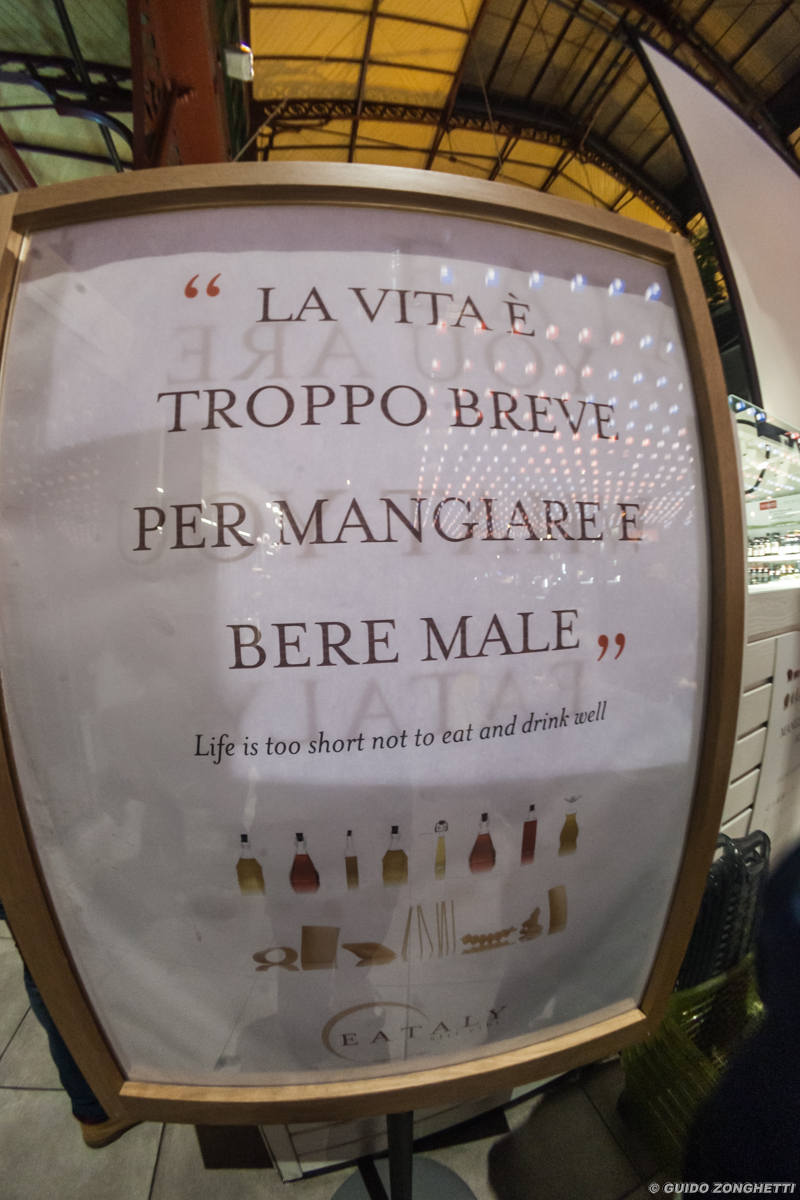 “ LA VITA È
TROPPO BREVE
PER MANGIARE E
BERE MALE ”
Life is too short not to eat and drink well
EATALY
© GUIDO ZONGHETTI